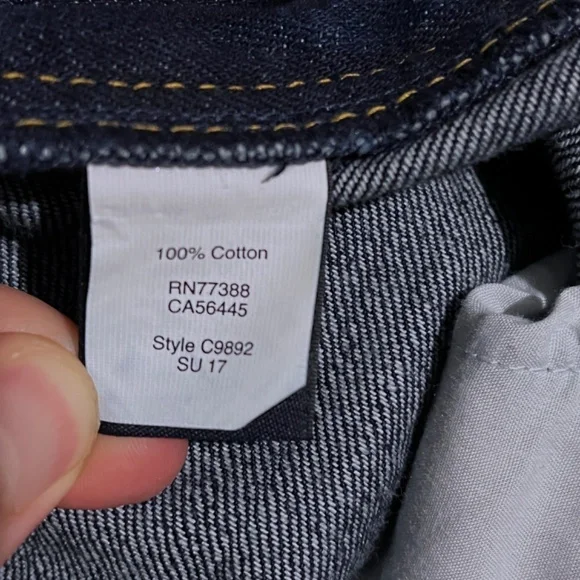 100% Cotton
RN77388
CA56445
Style C9892
SU 17